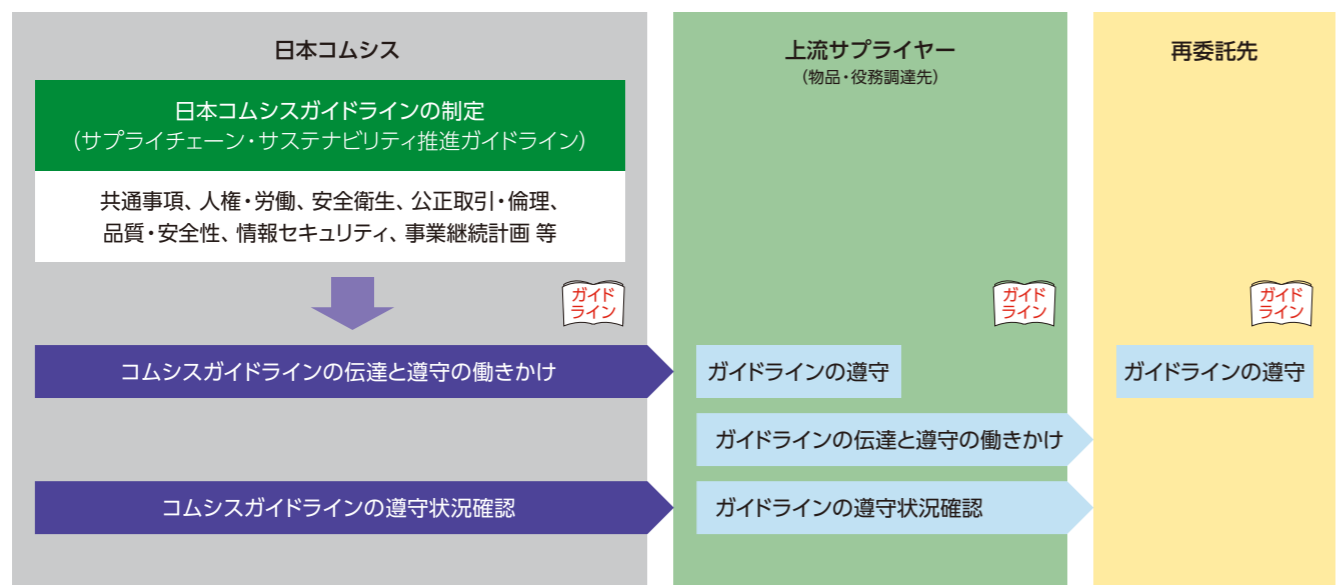 日本コムシス
日本コムシスガイドラインの制定
(サプライチェーン・サステナビリティ推進ガイドライン)
共通事項、人権・労働、安全衛生、公正取引・倫理、
品質・安全性、情報セキュリティ、事業継続計画 等
ガイド
ライン
コムシスガイドラインの伝達と遵守の働きかけ
コムシスガイドラインの遵守状況確認
上流サプライヤー
(物品・役務調達先)
ガイド
ライン
ガイドラインの遵守
ガイドラインの伝達と遵守の働きかけ
ガイドラインの遵守状況確認
再委託先
ガイド
ライン
ガイドラインの遵守